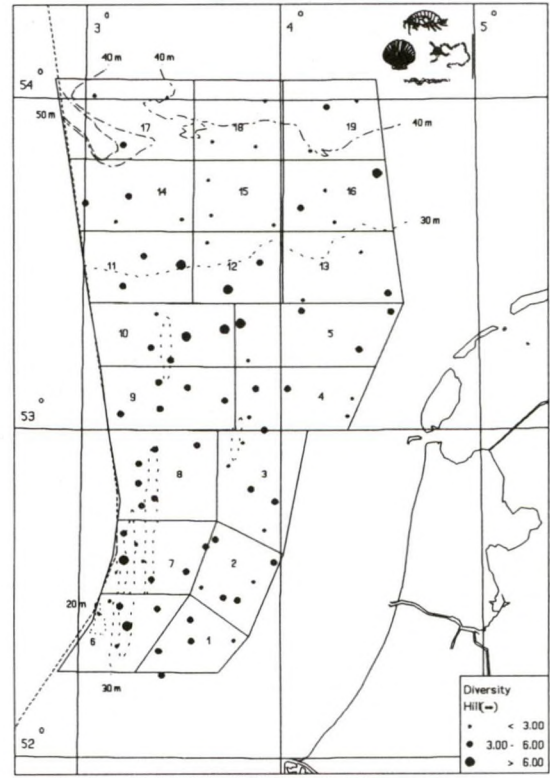 3° 4° 5°
40 m 40 m
54°
50 m
17 18 19 40 m
14 15 16
30 m
11 12 13
10 5
9 4
53°
8 3
7 2
20 m
6 1
30 m
52°
Diversity
Hill(∞)
< 3.00
3.00 - 6.00
> 6.00